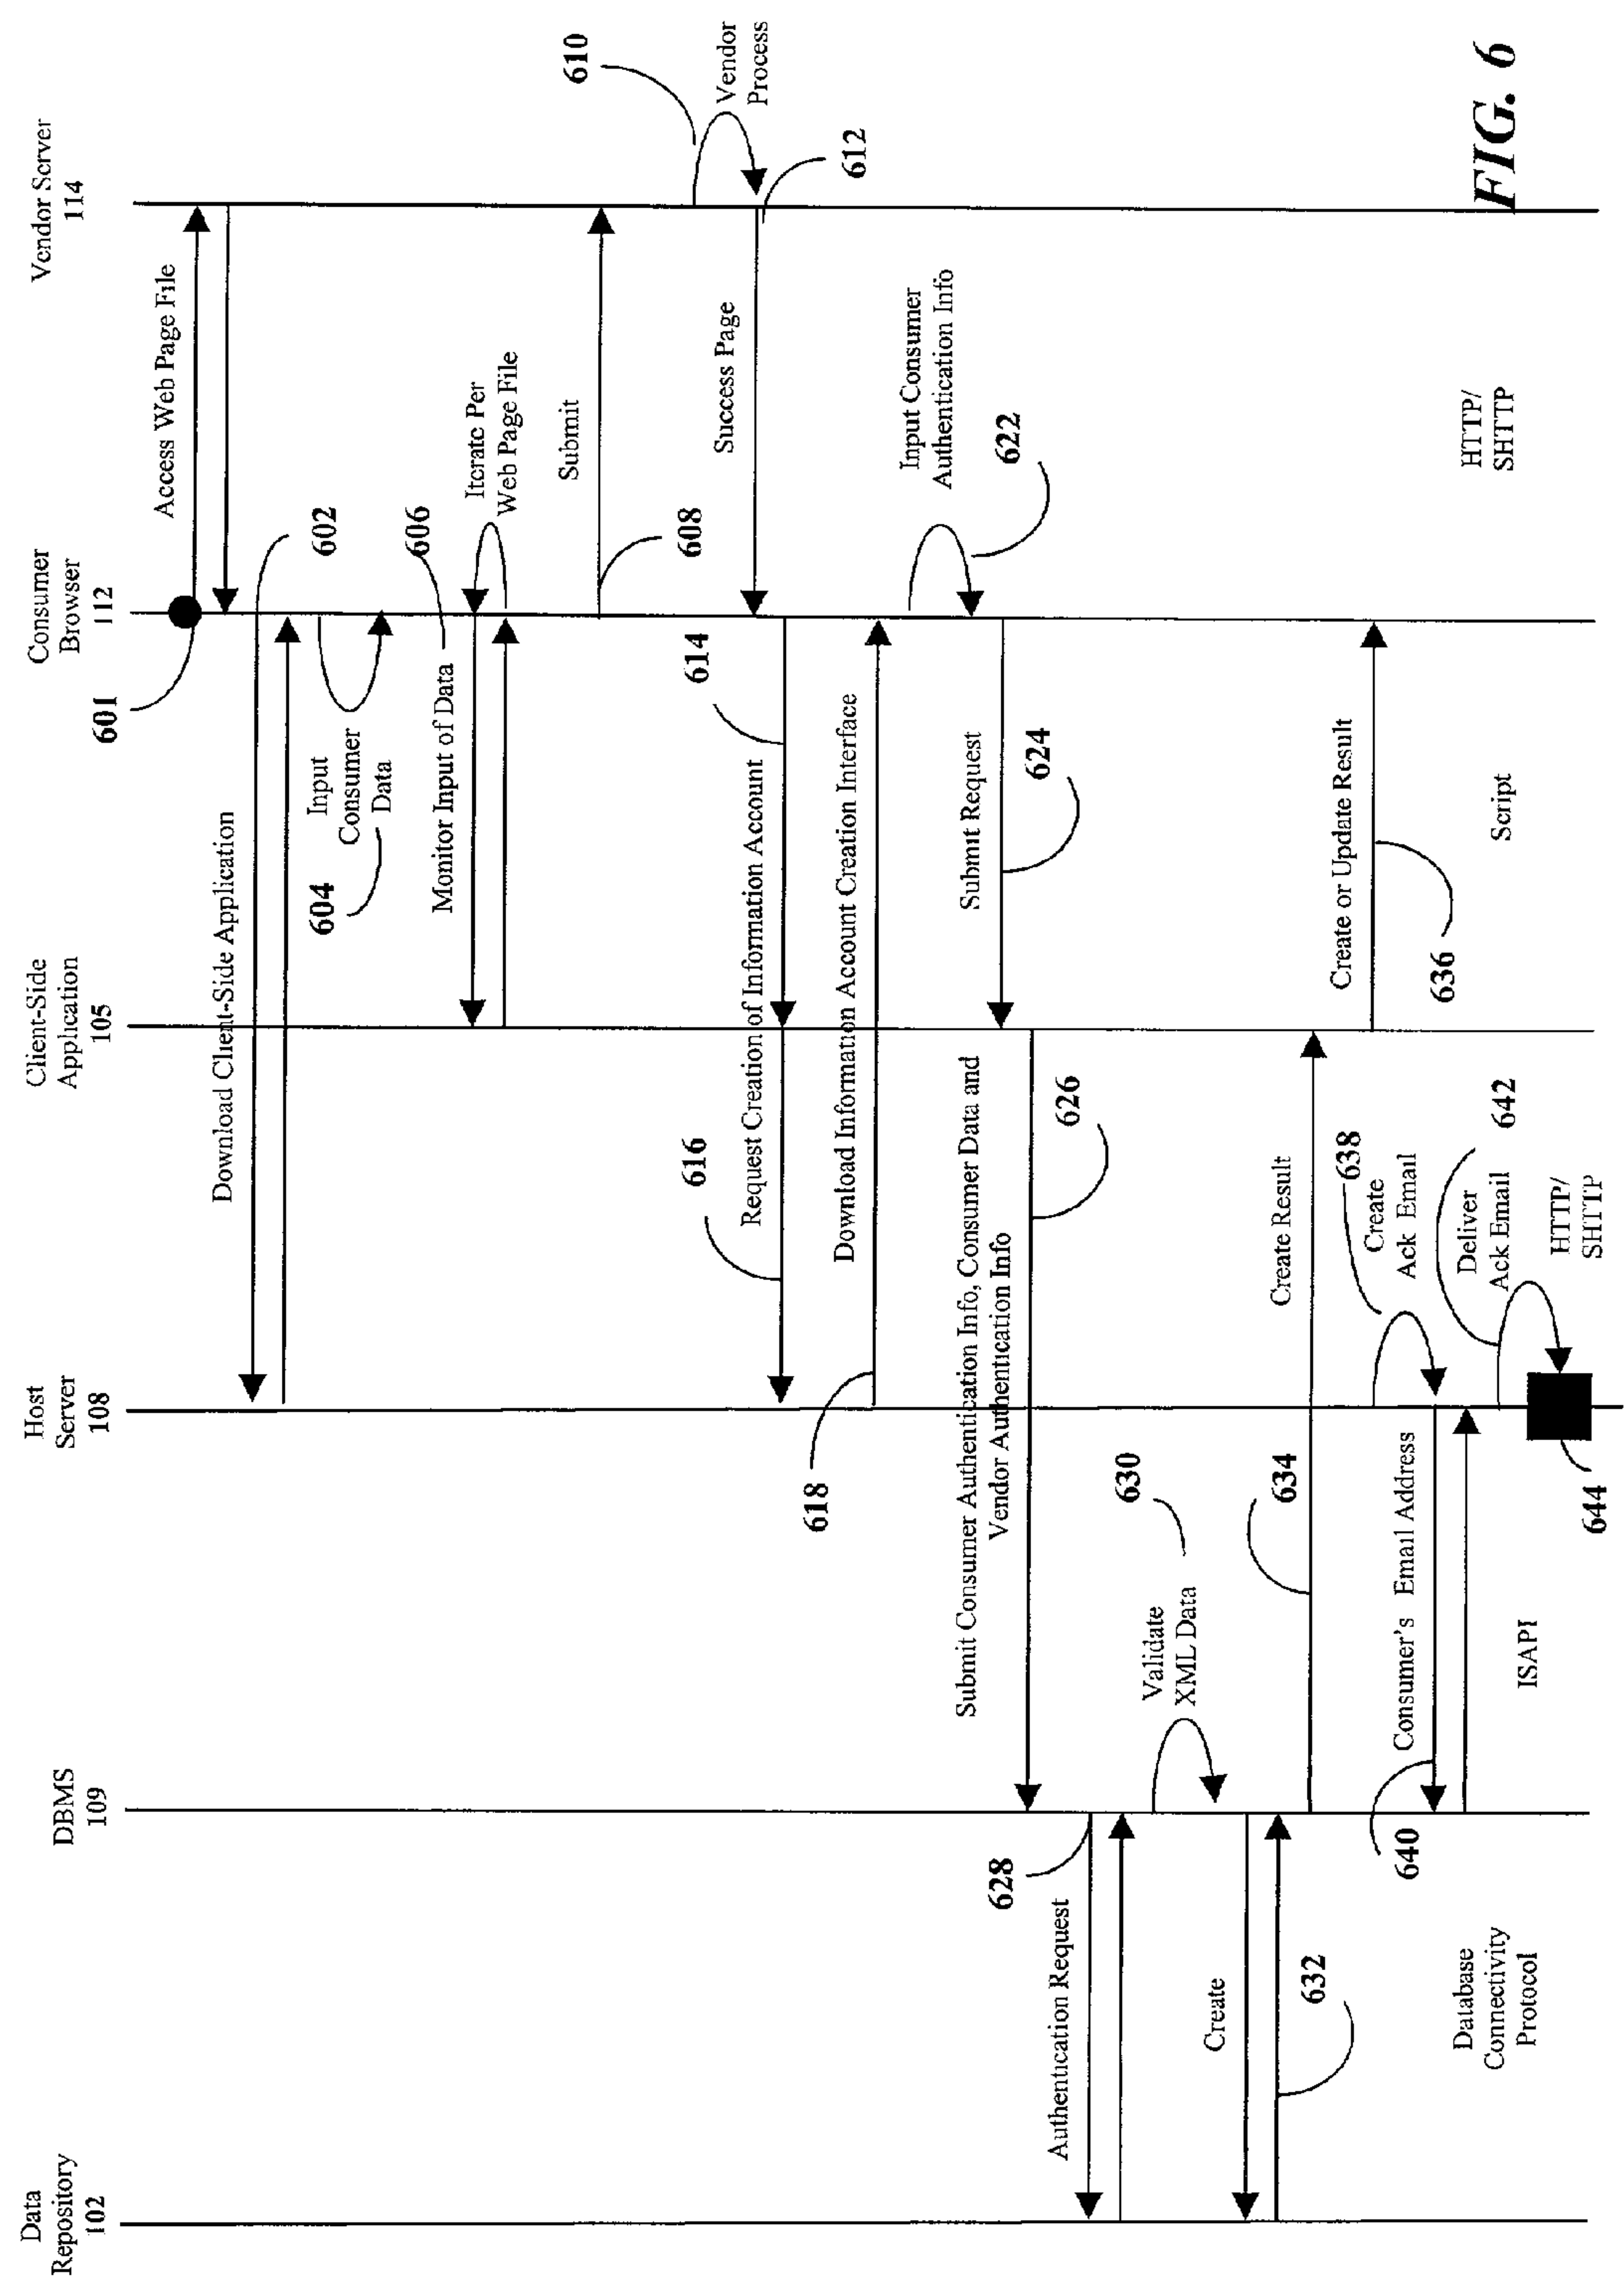 Data
Repository
102
DBMS
109
Host
Server
108
Client-Side
Application
105
Consumer
Browser
112
Vendor Server
114
601
Access Web Page File
Download Client-Side Application
602
Input
Consumer
Data
604
Monitor Input of Data
606
Iterate Per
Web Page File
Submit
608
610
Vendor
Process
612
Success Page
614
616
Request Creation of Information Account
618
Download Information Account Creation Interface
Input Consumer
Authentication Info
622
Submit Request
624
Submit Consumer Authentication Info, Consumer Data and
Vendor Authentication Info
626
628
Authentication Request
630
Validate
XML Data
Create
632
634
Create Result
Create or Update Result
636
638
Create
Ack Email
Consumer's Email Address
640
642
Deliver
Ack Email
644
Database
Connectivity
Protocol
ISAPI
HTTP/
SHTTP
Script
HTTP/
SHTTP
FIG. 6